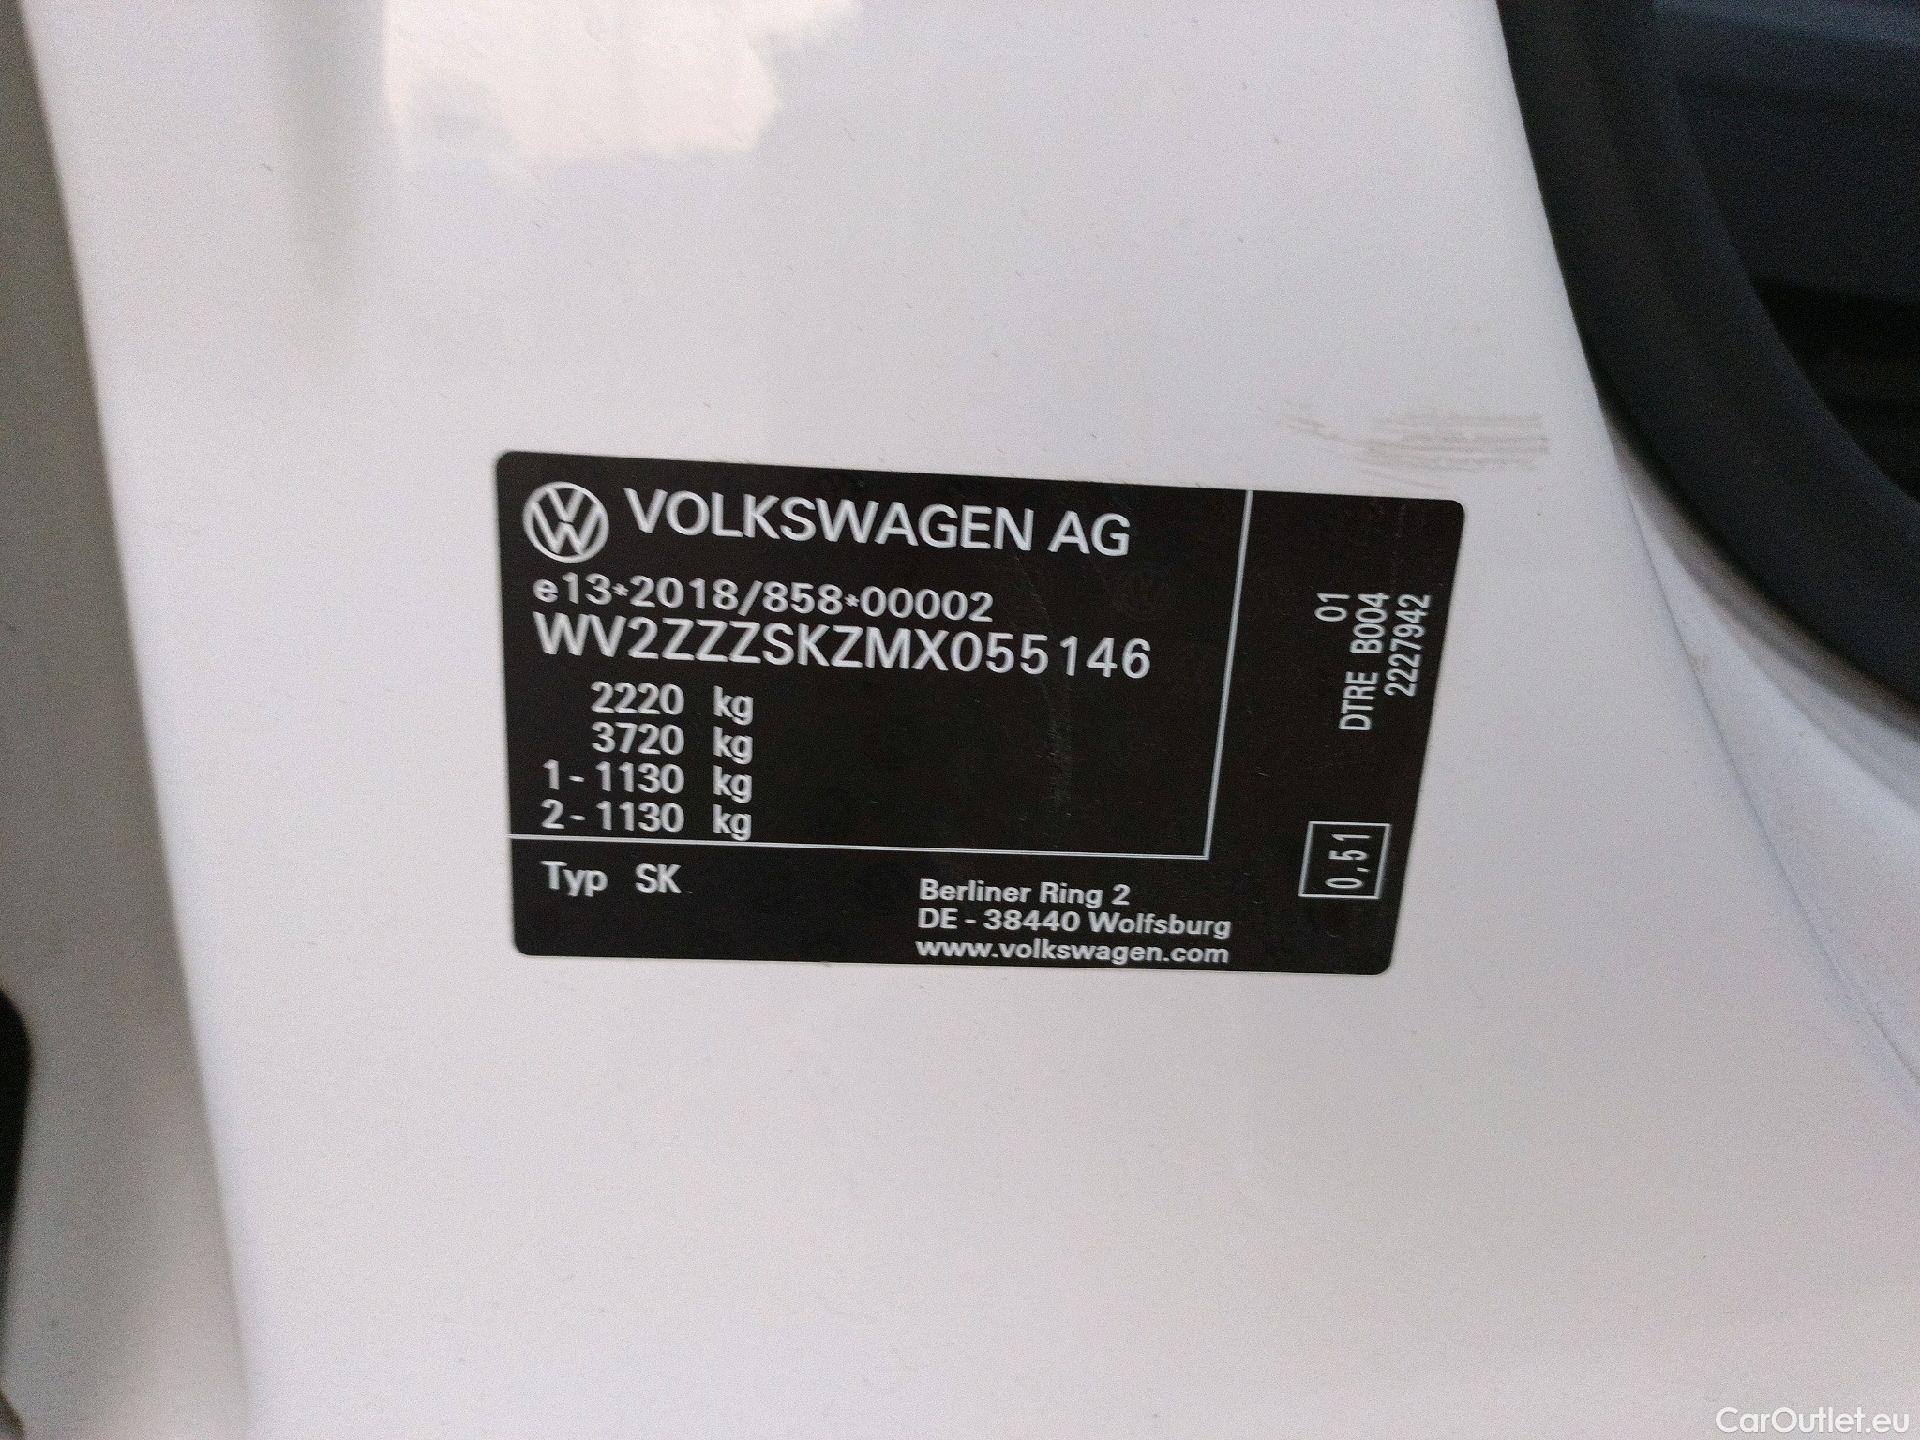 VOLKSWAGEN AG
e13*2018/858*00002
WV2ZZZSKZMX055146
2220 kg
3720 kg
1 - 1130 kg
2 - 1130 kg
Typ SK
Berliner Ring 2
DE - 38440 Wolfsburg
www.volkswagen.com
01
DTRE B004
2227942
0,51
CarOutlet.eu